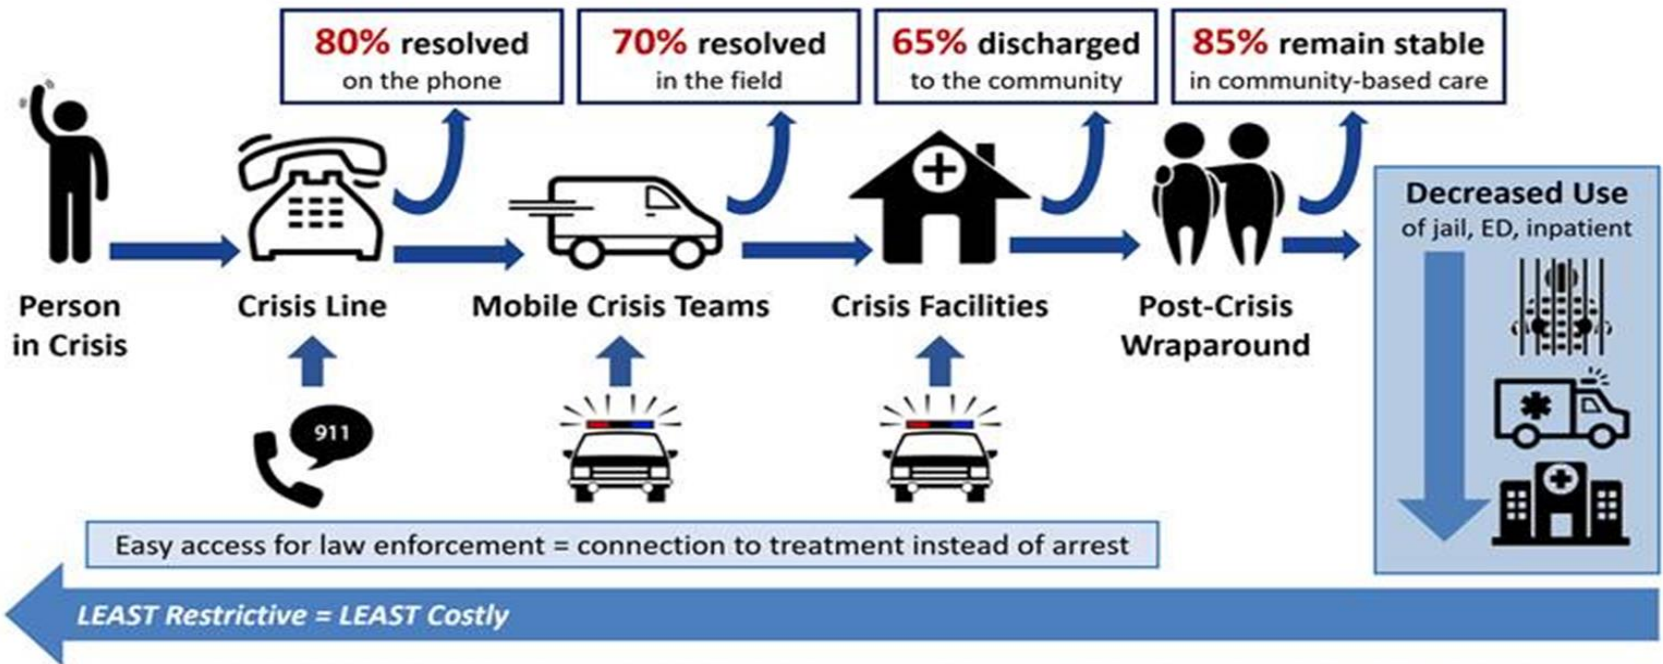 80% resolved
on the phone
70% resolved
in the field
65% discharged
to the community
85% remain stable
in community-based care
Decreased Use
of jail, ED, inpatient
Person
in Crisis
Crisis Line
Mobile Crisis Teams
Crisis Facilities
Post-Crisis
Wraparound
911
Easy access for law enforcement = connection to treatment instead of arrest
LEAST Restrictive = LEAST Costly